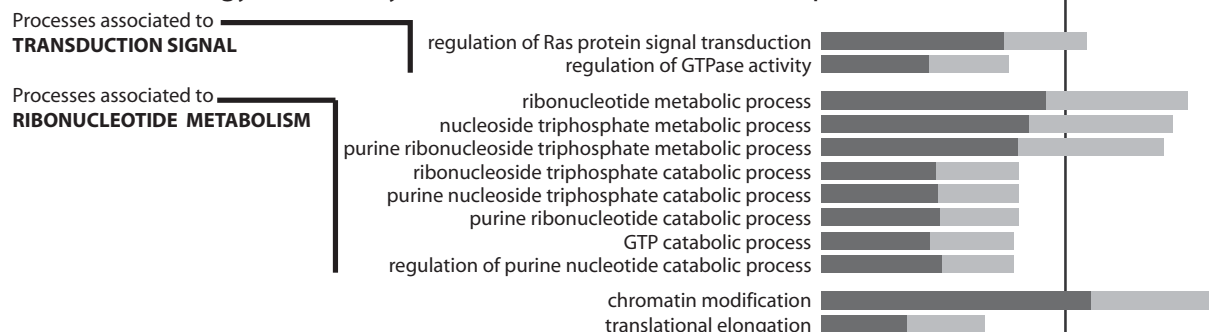 Processes associated to
TRANSDUCTION SIGNAL
regulation of Ras protein signal transduction
regulation of GTPase activity
Processes associated to
RIBONUCLEOTIDE METABOLISM
ribonucleotide metabolic process
nucleoside triphosphate metabolic process
purine ribonucleoside triphosphate metabolic process
ribonucleoside triphosphate catabolic process
purine nucleoside triphosphate catabolic process
purine ribonucleotide catabolic process
GTP catabolic process
regulation of purine nucleotide catabolic process
chromatin modification
translational elongation